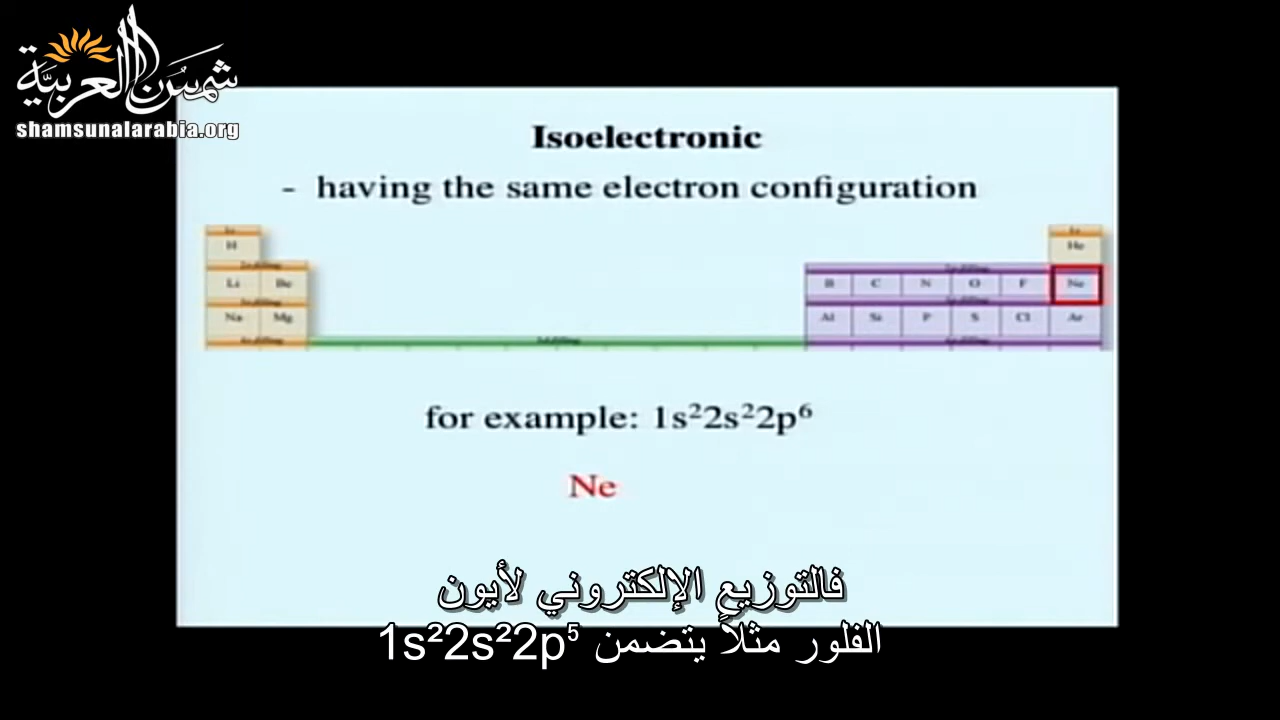 شمس العربية
shamsunalarabia.org
Isoelectronic
- having the same electron configuration
H He
Li Be B C N O F Ne
Na Mg Al Si P S Cl Ar
for example: 1s²2s²2p⁶
Ne
فالتوزيع الإلكتروني لأيون
الفلور مثلاً يتضمن 1s²2s²2p⁵